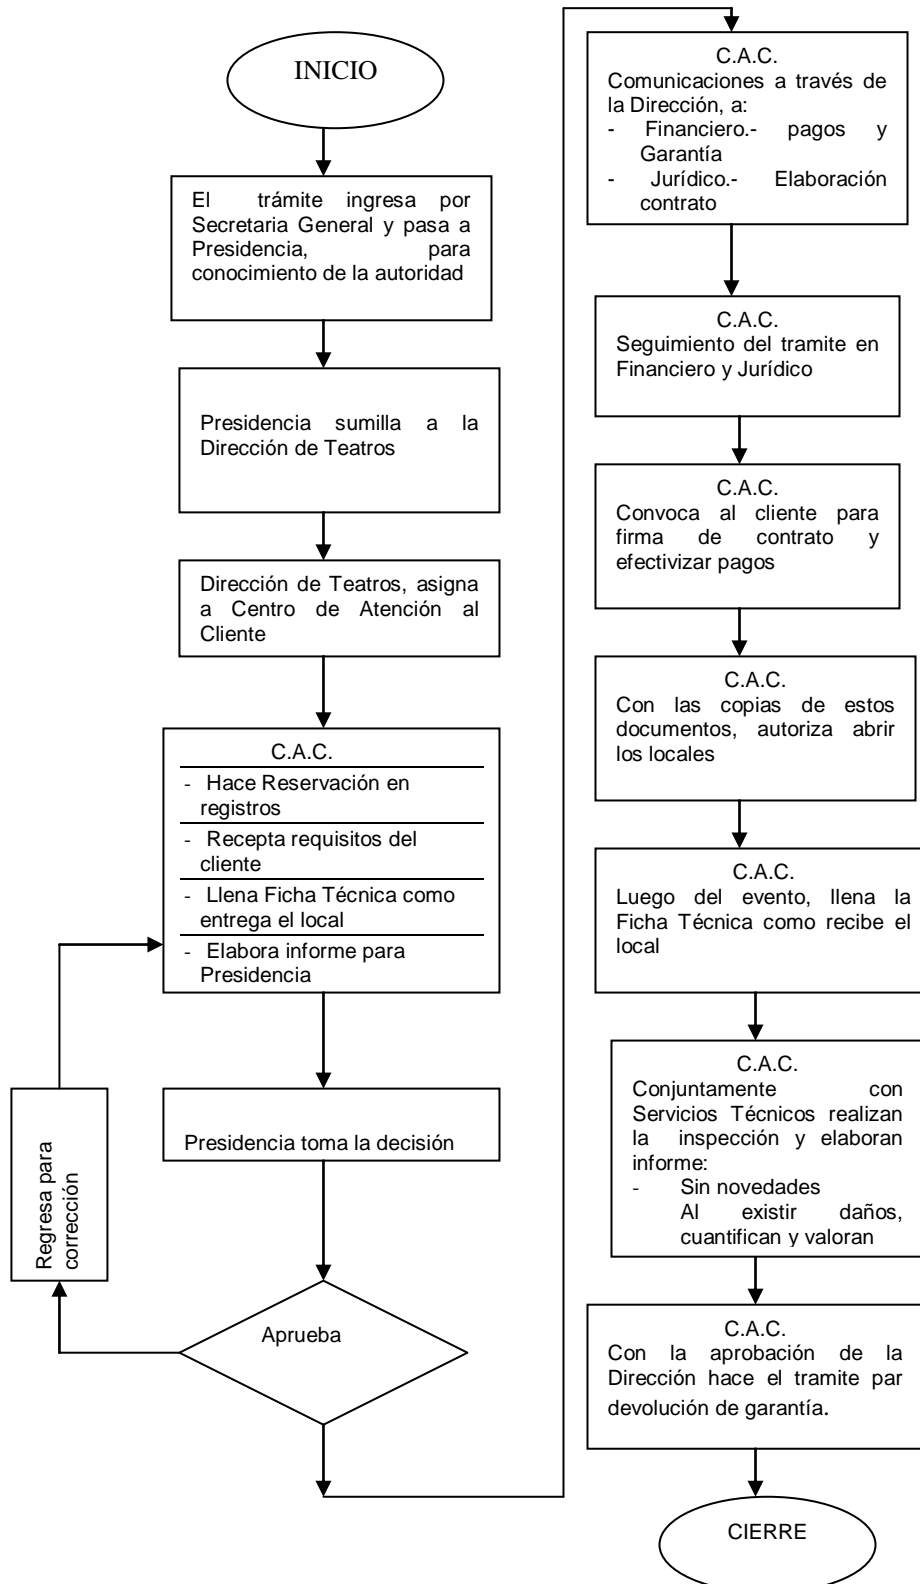 INICIO
El trámite ingresa por
Secretaria General y pasa a
Presidencia, para
conocimiento de la autoridad
Presidencia sumilla a la
Dirección de Teatros
Dirección de Teatros, asigna
a Centro de Atención al
Cliente
C.A.C.
- Hace Reservación en
registros
- Recepta requisitos del
cliente
- Llena Ficha Técnica como
entrega el local
- Elabora informe para
Presidencia
Presidencia toma la decisión
Regresa para
corrección
Aprueba
C.A.C.
Comunicaciones a través de
la Dirección, a:
- Financiero.- pagos y
Garantía
- Jurídico.- Elaboración
contrato
C.A.C.
Seguimiento del tramite en
Financiero y Jurídico
C.A.C.
Convoca al cliente para
firma de contrato y
efectivizar pagos
C.A.C.
Con las copias de estos
documentos, autoriza abrir
los locales
C.A.C.
Luego del evento, llena la
Ficha Técnica como recibe el
local
C.A.C.
Conjuntamente con
Servicios Técnicos realizan
la inspección y elaboran
informe:
- Sin novedades
Al existir daños,
cuantifican y valoran
C.A.C.
Con la aprobación de la
Dirección hace el tramite par
devolución de garantía.
CIERRE